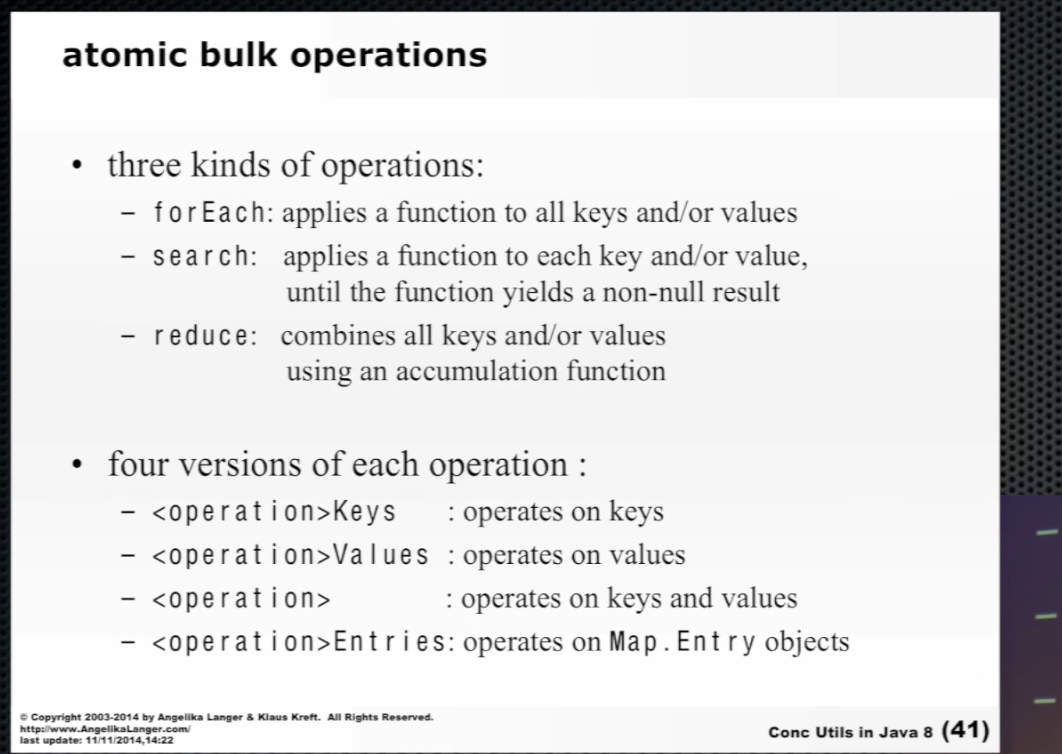 atomic bulk operations
• three kinds of operations:
– forEach: applies a function to all keys and/or values
– search: applies a function to each key and/or value,
until the function yields a non-null result
– reduce: combines all keys and/or values
using an accumulation function
• four versions of each operation :
– <operation>Keys : operates on keys
– <operation>Values : operates on values
– <operation> : operates on keys and values
– <operation>Entries: operates on Map.Entry objects
© Copyright 2003-2014 by Angelika Langer & Klaus Kreft. All Rights Reserved.
http://www.AngelikaLanger.com/
last update: 11/11/2014,14:22
Conc Utils in Java 8 (41)